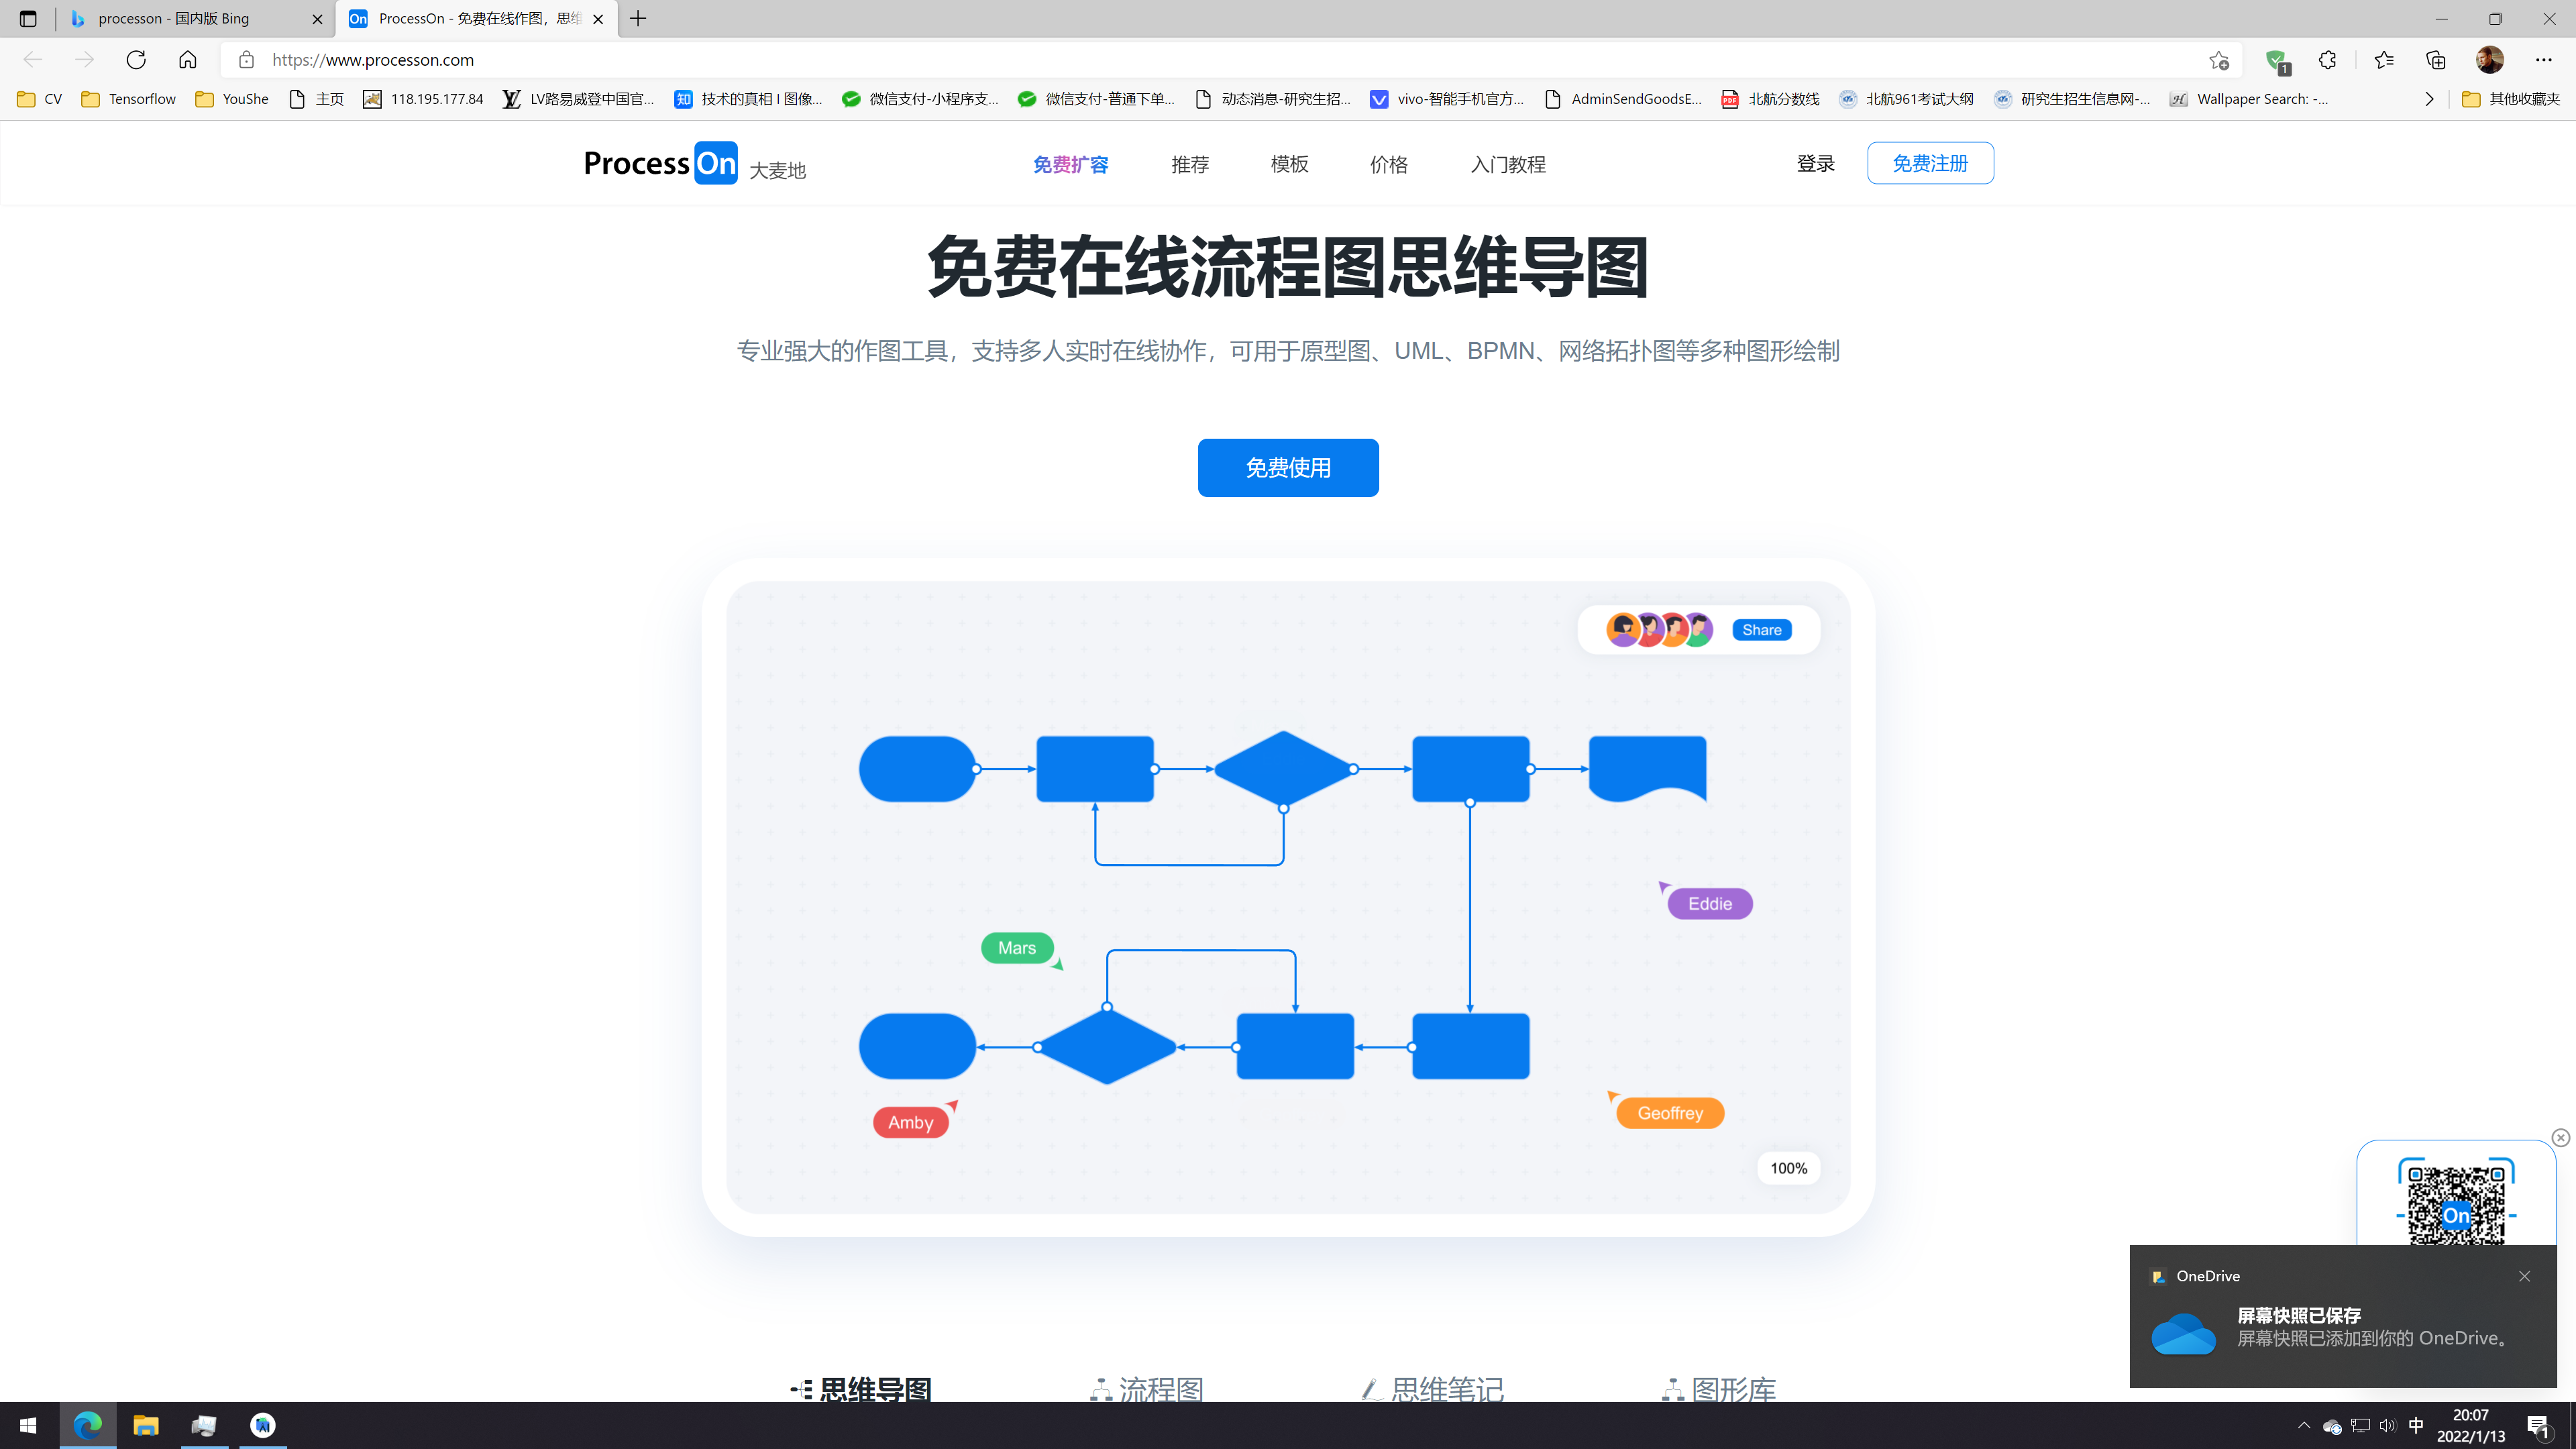 processon - 国内版 Bing
ProcessOn - 免费在线作图，思维
https://www.processon.com
1
CV
Tensorflow
YouShe
主页
118.195.177.84
LV路易威登中国官...
技术的真相 I 图像...
微信支付-小程序支...
微信支付-普通下单...
动态消息-研究生招...
vivo-智能手机官方...
AdminSendGoodsE...
北航分数线
北航961考试大纲
研究生招生信息网-...
Wallpaper Search: -...
其他收藏夹
ProcessOn 大麦地
免费扩容
推荐
模板
价格
入门教程
登录
免费注册
免费在线流程图思维导图
专业强大的作图工具，支持多人实时在线协作，可用于原型图、UML、BPMN、网络拓扑图等多种图形绘制
免费使用
Share
Eddie
Mars
Amby
Geoffrey
100%
On
OneDrive
屏幕快照已保存
屏幕快照已添加到你的 OneDrive。
思维导图
流程图
思维笔记
图形库
中
20:07
2022/1/13
1